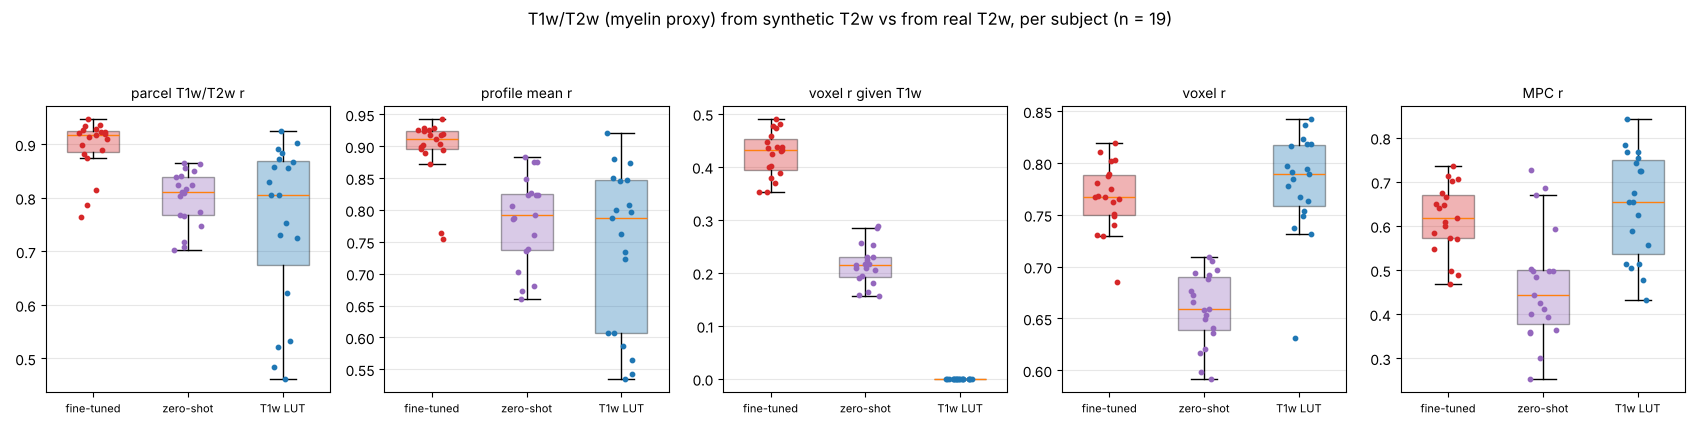 T1w/T2w (myelin proxy) from synthetic T2w vs from real T2w, per subject (n = 19)
parcel T1w/T2w r
0.9
0.8
0.7
0.6
0.5
fine-tuned zero-shot T1w LUT
profile mean r
0.95
0.90
0.85
0.80
0.75
0.70
0.65
0.60
0.55
fine-tuned zero-shot T1w LUT
voxel r given T1w
0.5
0.4
0.3
0.2
0.1
0.0
fine-tuned zero-shot T1w LUT
voxel r
0.85
0.80
0.75
0.70
0.65
0.60
fine-tuned zero-shot T1w LUT
MPC r
0.8
0.7
0.6
0.5
0.4
0.3
fine-tuned zero-shot T1w LUT